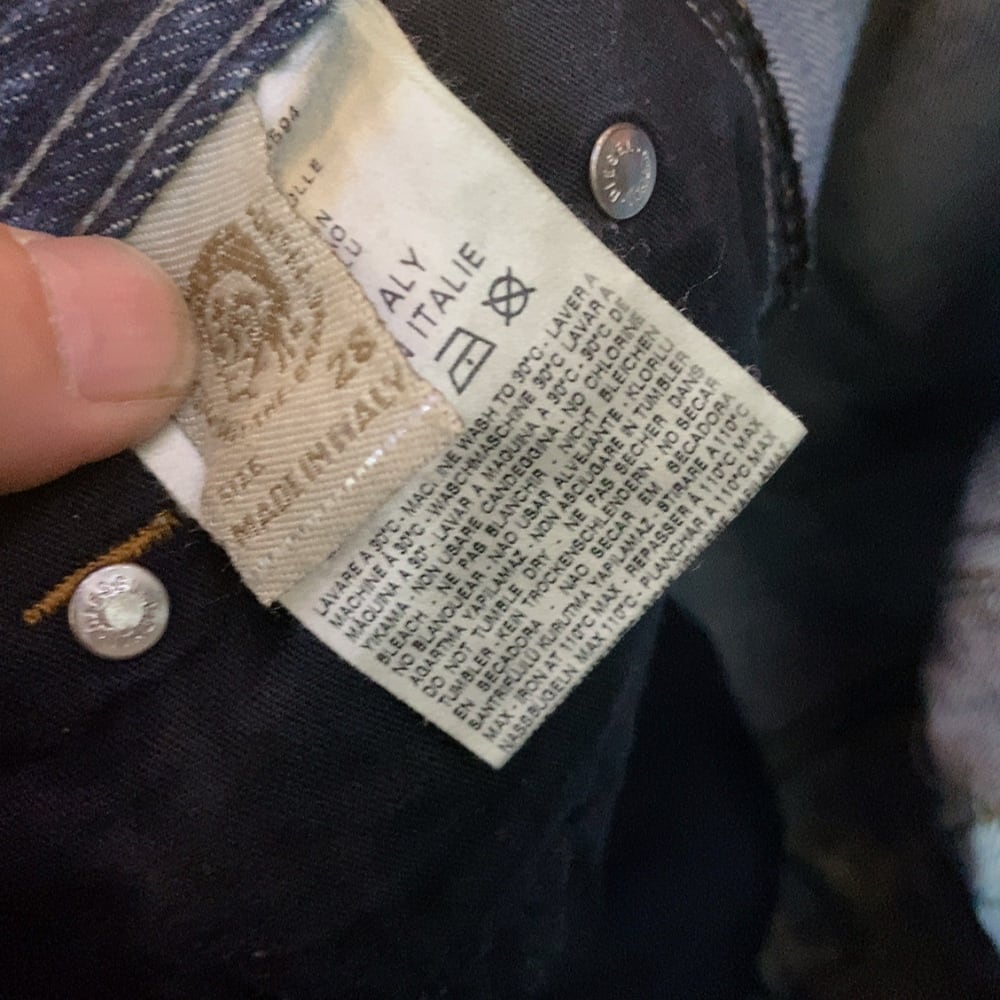 DIESEL
SIZE 28
MADE IN ITALY
ALY
ITALIE
LAVARE A 30°C- MACHINE WASH TO 30°C- LAVER A
MACHINE A 30°C- WASCHMASCHINE 30°C LAVAR A
MAQUINA A 30°- LAVAR A MAQUINA A 30°C- 30°C DE
YIKAMA NON USARE CANDEGGINA NO CHLORINE
BLEACH - NE PAS BLANCHIR - NICHT BLEICHEN
NO BLANQUEAR NAO USAR ALVEJANTE KLORLU
AGARTMA YAPILAMAZ- NON ASCIUGARE IN TUMBLER
DO NOT TUMBLE DRY - NE PAS SECHER DANS
TUMBLER - KEIN TROCKENSCHLEUDERN NO SECAR
EN SECADORA - NAO SECAR EM SECADORA
MAX- IRON AT 110°C MAX REPASSER A 110°C MAX
NASSBÜGELN MAX 110°C- PLANCHAR A 110°C MAX